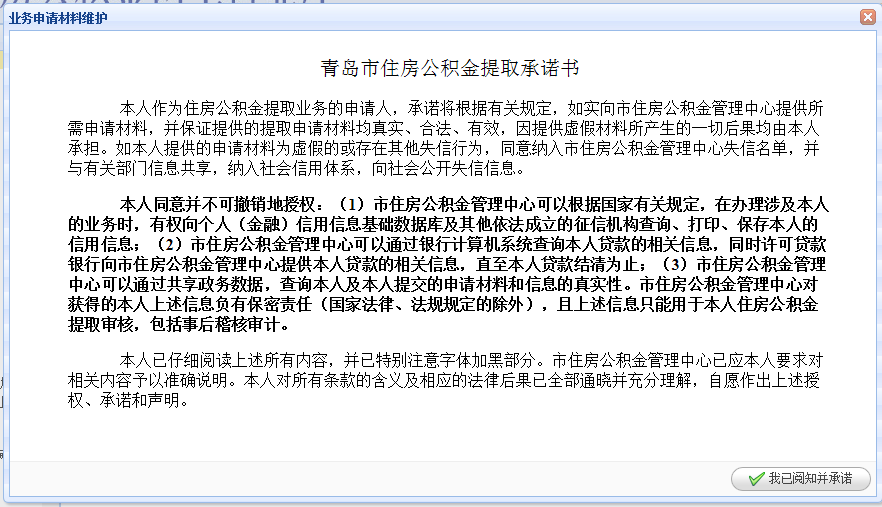 业务申请材料维护
青岛市住房公积金提取承诺书
本人作为住房公积金提取业务的申请人，承诺将根据有关规定，如实向市住房公积金管理中心提供所
需申请材料，并保证提供的提取申请材料均真实、合法、有效，因提供虚假材料所产生的一切后果均由本人
承担。如本人提供的申请材料为虚假的或存在其他失信行为，同意纳入市住房公积金管理中心失信名单，并
与有关部门信息共享，纳入社会信用体系，向社会公开失信信息。
本人同意并不可撤销地授权：（1）市住房公积金管理中心可以根据国家有关规定，在办理涉及本人
的业务时，有权向个人（金融）信用信息基础数据库及其他依法成立的征信机构查询、打印、保存本人的
信用信息；（2）市住房公积金管理中心可以通过银行计算机系统查询本人贷款的相关信息，同时许可贷款
银行向市住房公积金管理中心提供本人贷款的相关信息，直至本人贷款结清为止；（3）市住房公积金管理
中心可以通过共享政务数据，查询本人及本人提交的申请材料和信息的真实性。市住房公积金管理中心对
获得的本人上述信息负有保密责任（国家法律、法规规定的除外），且上述信息只能用于本人住房公积金
提取审核，包括事后稽核审计。
本人已仔细阅读上述所有内容，并已特别注意字体加黑部分。市住房公积金管理中心已应本人要求对
相关内容予以准确说明。本人对所有条款的含义及相应的法律后果已全部通晓并充分理解，自愿作出上述授
权、承诺和声明。
我已阅知并承诺